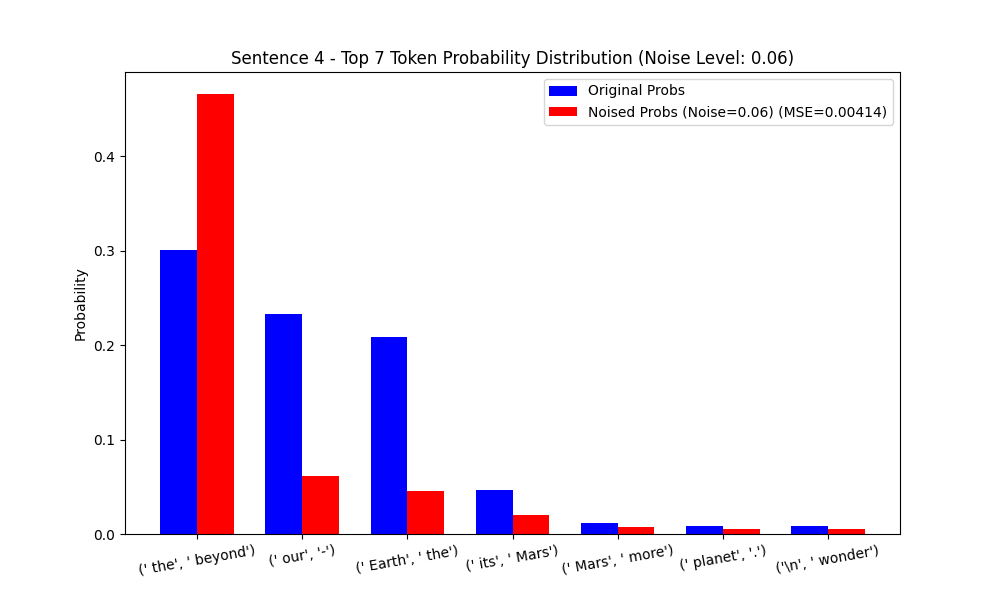 Sentence 4 - Top 7 Token Probability Distribution (Noise Level: 0.06)
Original Probs
Noised Probs (Noise=0.06) (MSE=0.00414)
Probability
0.4
0.3
0.2
0.1
0.0
(' the', ' beyond')
(' our', '-')
(' Earth', ' the')
(' its', ' Mars')
(' Mars', ' more')
(' planet', '.')
('\n', ' wonder')